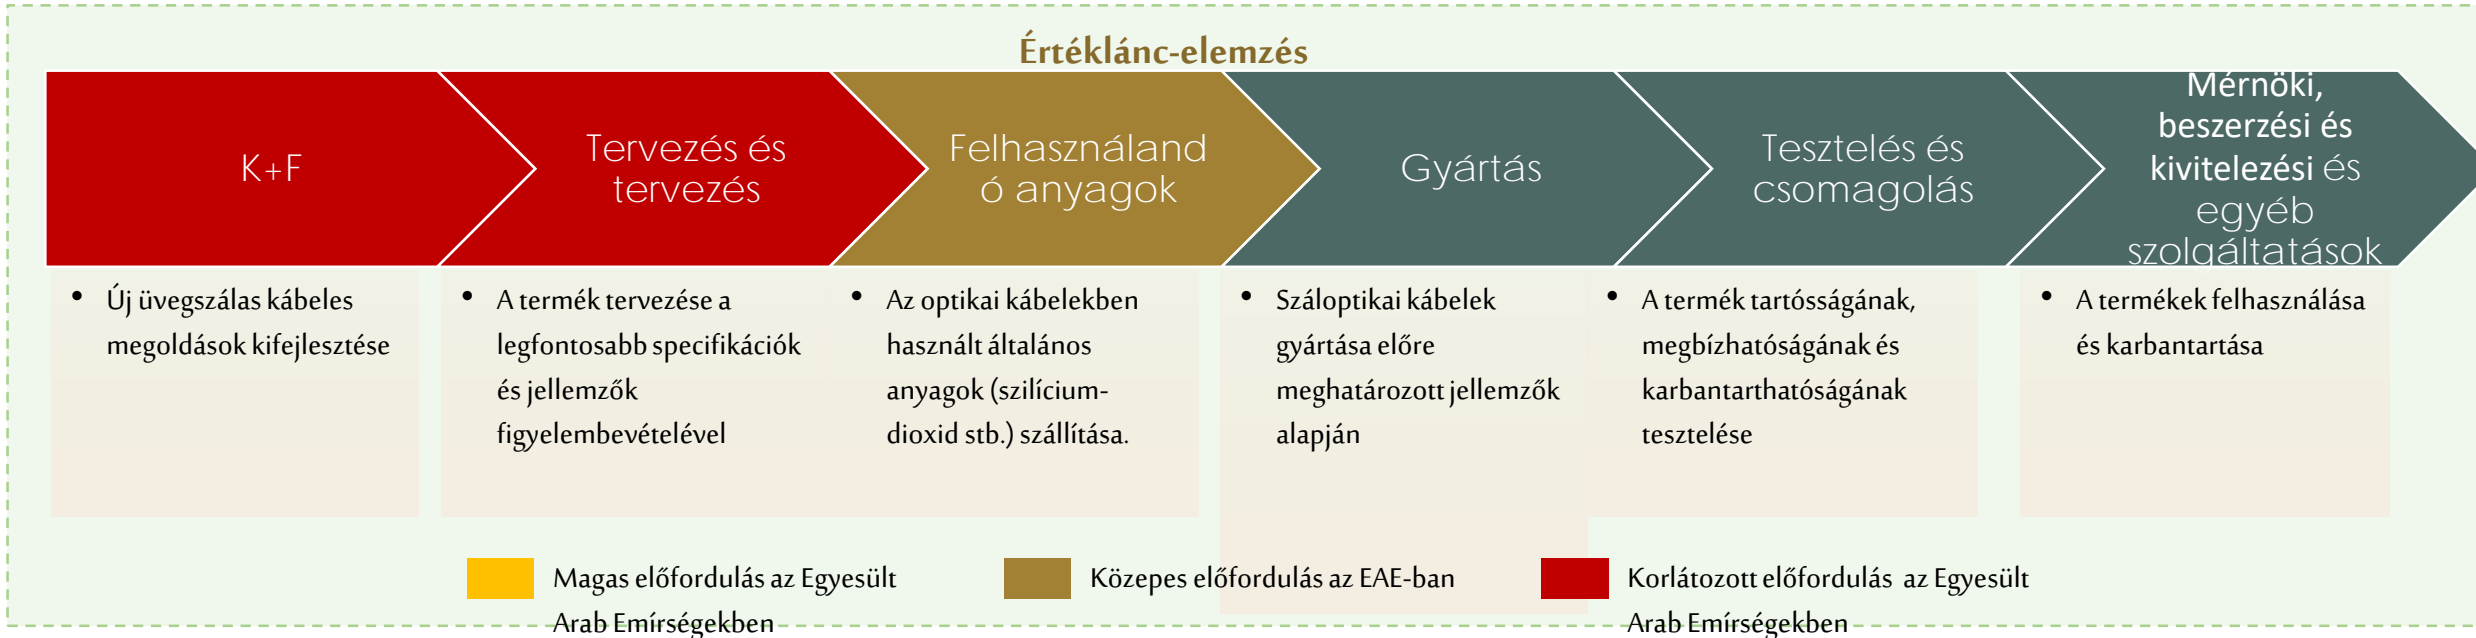 Értéklánc-elemzés
K+F
Tervezés és
tervezés
Felhasználand
ó anyagok
Gyártás
Tesztelés és
csomagolás
Mérnöki,
beszerzési és
kivitelezési és
egyéb
szolgáltatások
• Új üvegszálas kábeles
megoldások kifejlesztése
• A termék tervezése a
legfontosabb specifikációk
és jellemzők
figyelembevételével
• Az optikai kábelekben
használt általános
anyagok (szilícium-
dioxid stb.) szállítása.
• Száloptikai kábelek
gyártása előre
meghatározott jellemzők
alapján
• A termék tartósságának,
megbízhatóságának és
karbantarthatóságának
tesztelése
• A termékek felhasználása
és karbantartása
Magas előfordulás az Egyesült
Arab Emírségekben
Közepes előfordulás az EAE-ban
Korlátozott előfordulás az Egyesült
Arab Emírségekben